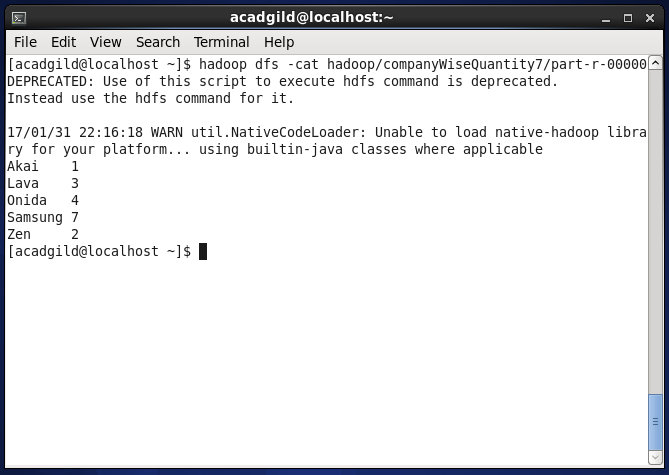 acadgild@localhost:~
File Edit View Search Terminal Help
[acadgild@localhost ~]$ hadoop dfs -cat hadoop/companyWiseQuantity7/part-r-00000
DEPRECATED: Use of this script to execute hdfs command is deprecated.
Instead use the hdfs command for it.
17/01/31 22:16:18 WARN util.NativeCodeLoader: Unable to load native-hadoop libra
ry for your platform... using builtin-java classes where applicable
Akai 1
Lava 3
Onida 4
Samsung 7
Zen 2
[acadgild@localhost ~]$